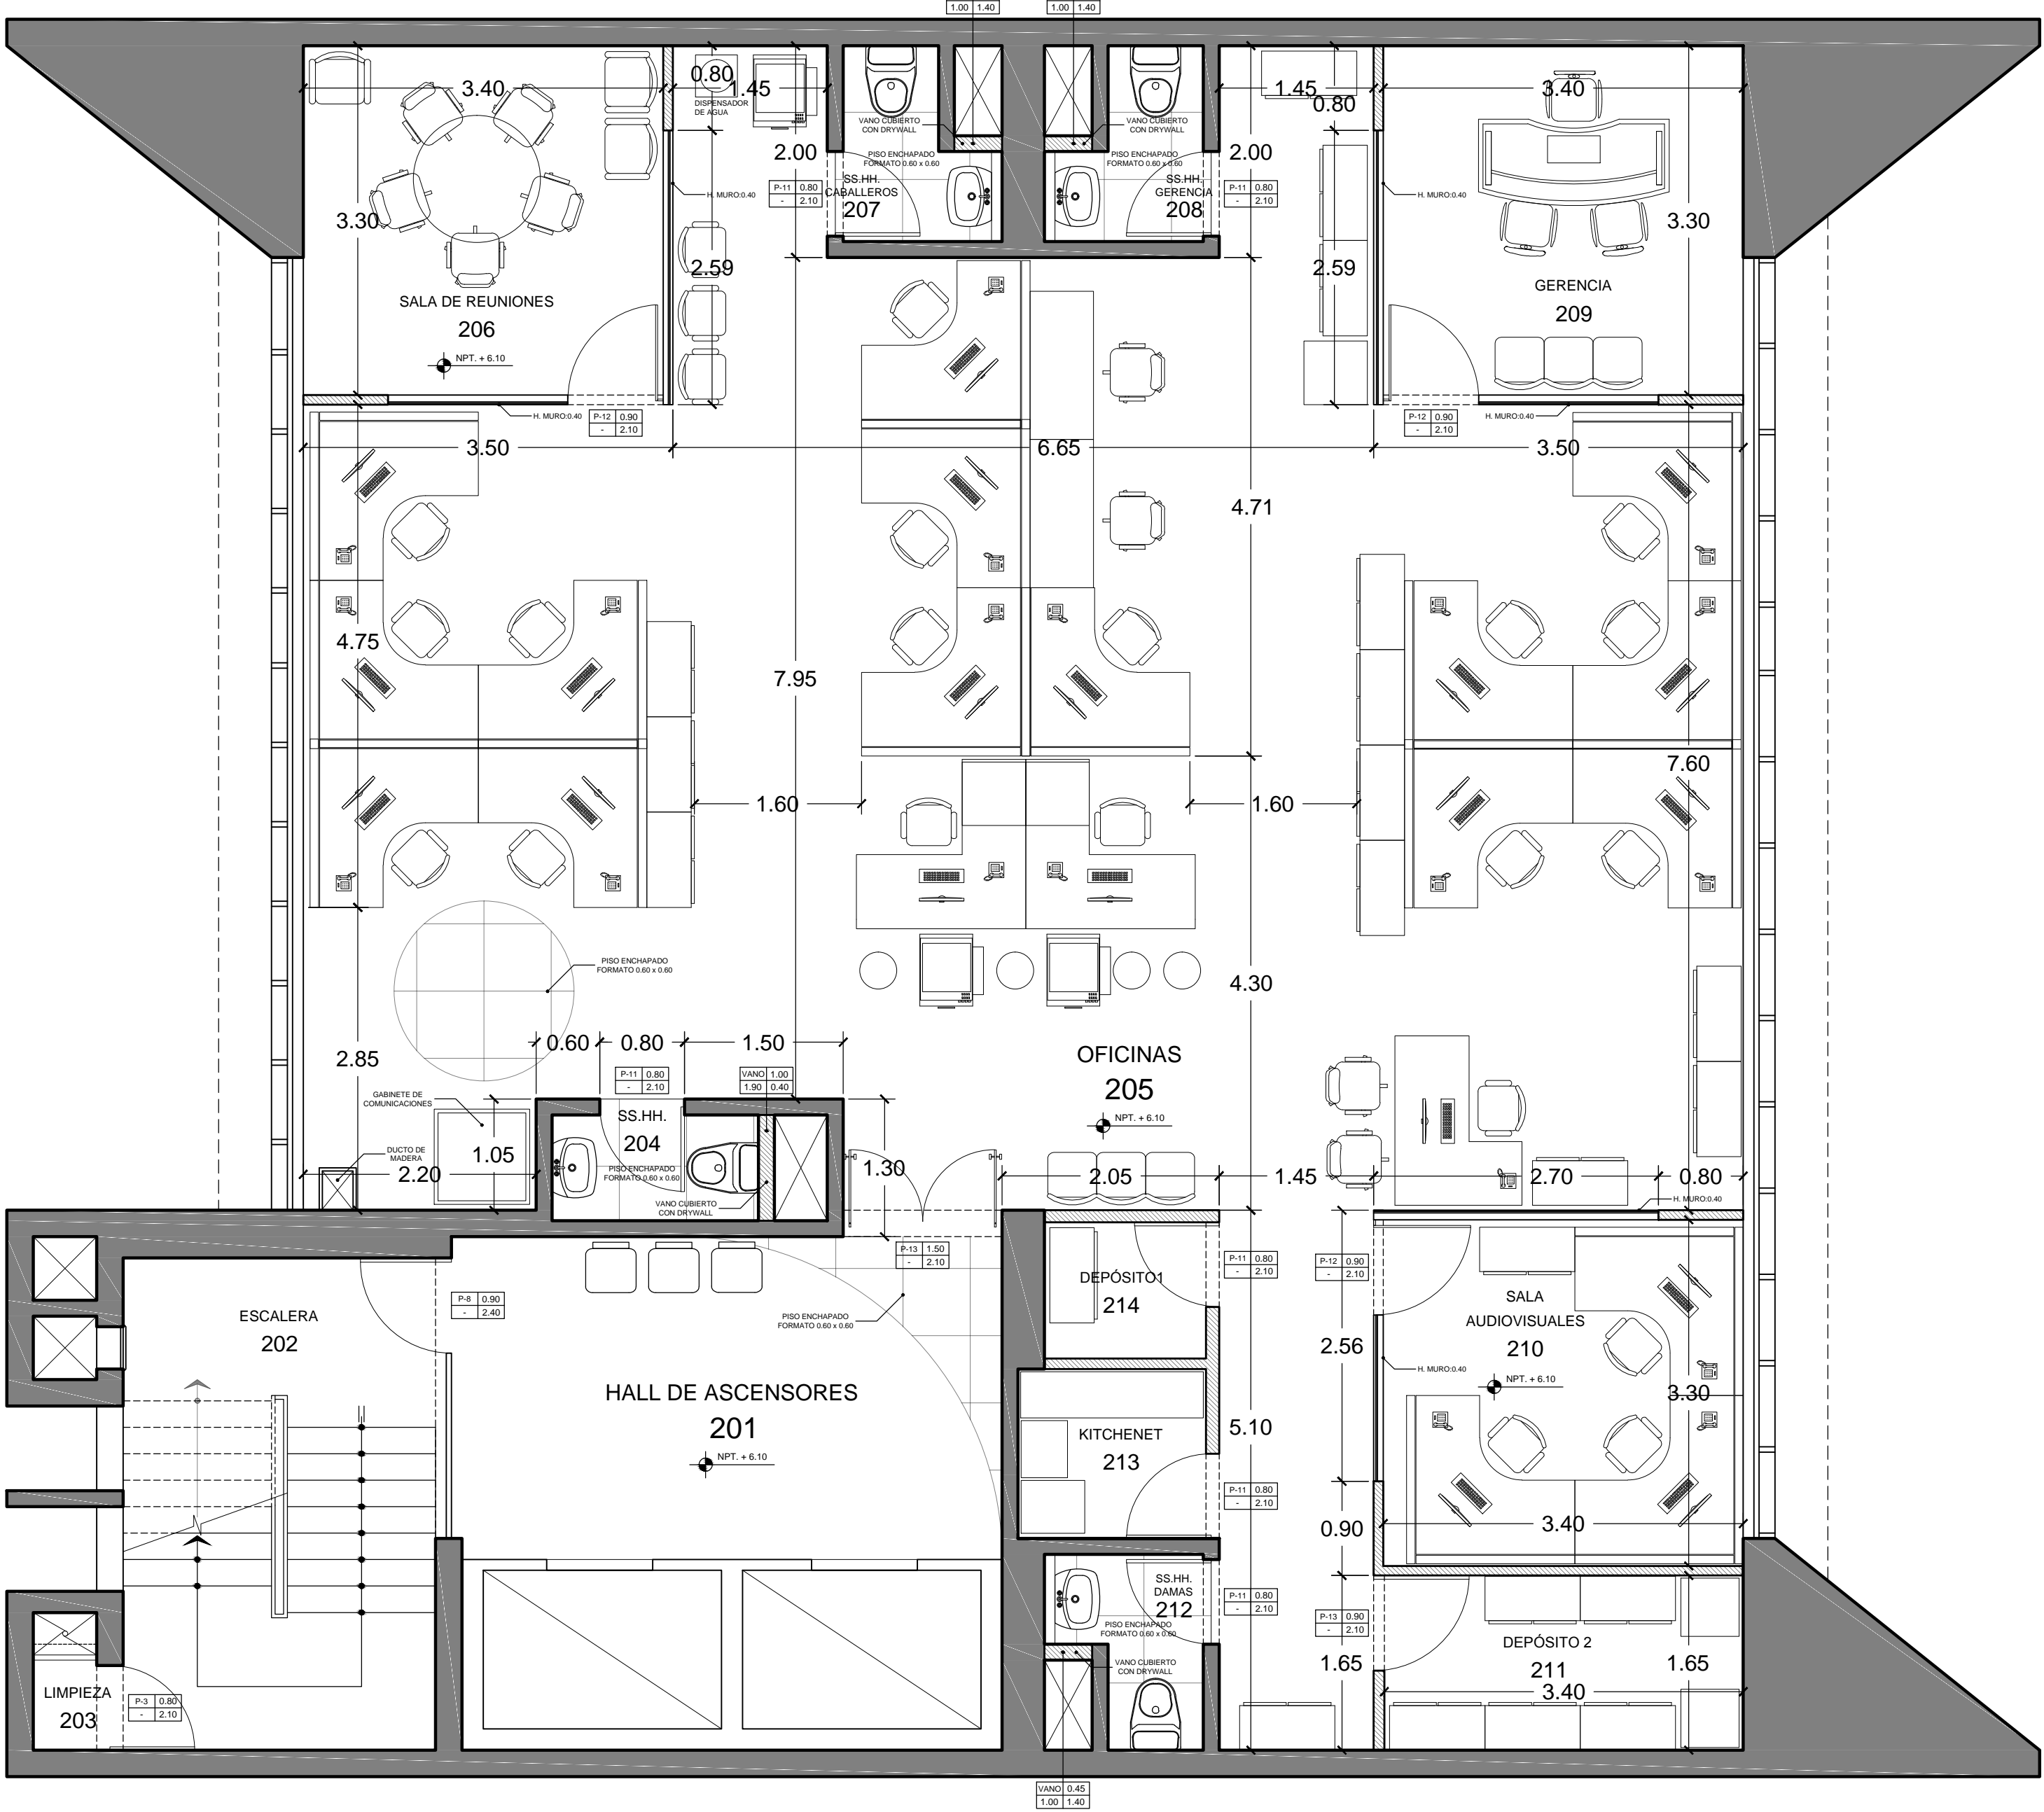 1.00 1.40
1.00 1.40
3.40
0.80
1.45
DISPENSADOR
DE AGUA
VANO CUBIERTO
CON DRYWALL
VANO CUBIERTO
CON DRYWALL
1.45
0.80
3.40
2.00
PISO ENCHAPADO
FORMATO 0.60 x 0.60
PISO ENCHAPADO
FORMATO 0.60 x 0.60
2.00
P-11 0.80
- 2.10
SS.HH.
CABALLEROS
207
SS.HH.
GERENCIA
208
P-11 0.80
- 2.10
H. MURO:0.40
H. MURO:0.40
3.30
3.30
2.59
2.59
SALA DE REUNIONES
206
NPT. + 6.10
GERENCIA
209
H. MURO:0.40
P-12 0.90
- 2.10
P-12 0.90
- 2.10
H. MURO:0.40
3.50
6.65
3.50
4.71
4.75
7.95
7.60
1.60
1.60
PISO ENCHAPADO
FORMATO 0.60 x 0.60
4.30
0.60
0.80
1.50
2.85
OFICINAS
205
NPT. + 6.10
P-11 0.80
- 2.10
VANO 1.00
1.90 0.40
GABINETE DE
COMUNICACIONES
SS.HH.
204
PISO ENCHAPADO
FORMATO 0.60 x 0.60
DUCTO DE
MADERA
1.05
2.20
1.30
2.05
1.45
2.70
0.80
VANO CUBIERTO
CON DRYWALL
H. MURO:0.40
P-13 1.50
- 2.10
P-11 0.80
- 2.10
P-12 0.90
- 2.10
DEPÓSITO1
214
P-8 0.90
- 2.40
ESCALERA
202
PISO ENCHAPADO
FORMATO 0.60 x 0.60
SALA
AUDIOVISUALES
210
NPT. + 6.10
2.56
H. MURO:0.40
3.30
HALL DE ASCENSORES
201
NPT. + 6.10
KITCHENET
213
5.10
P-11 0.80
- 2.10
0.90
3.40
SS.HH.
DAMAS
212
PISO ENCHAPADO
FORMATO 0.60 x 0.60
P-11 0.80
- 2.10
P-13 0.90
- 2.10
DEPÓSITO 2
211
1.65
1.65
3.40
VANO CUBIERTO
CON DRYWALL
LIMPIEZA
203
P-3 0.80
- 2.10
VANO 0.45
1.00 1.40